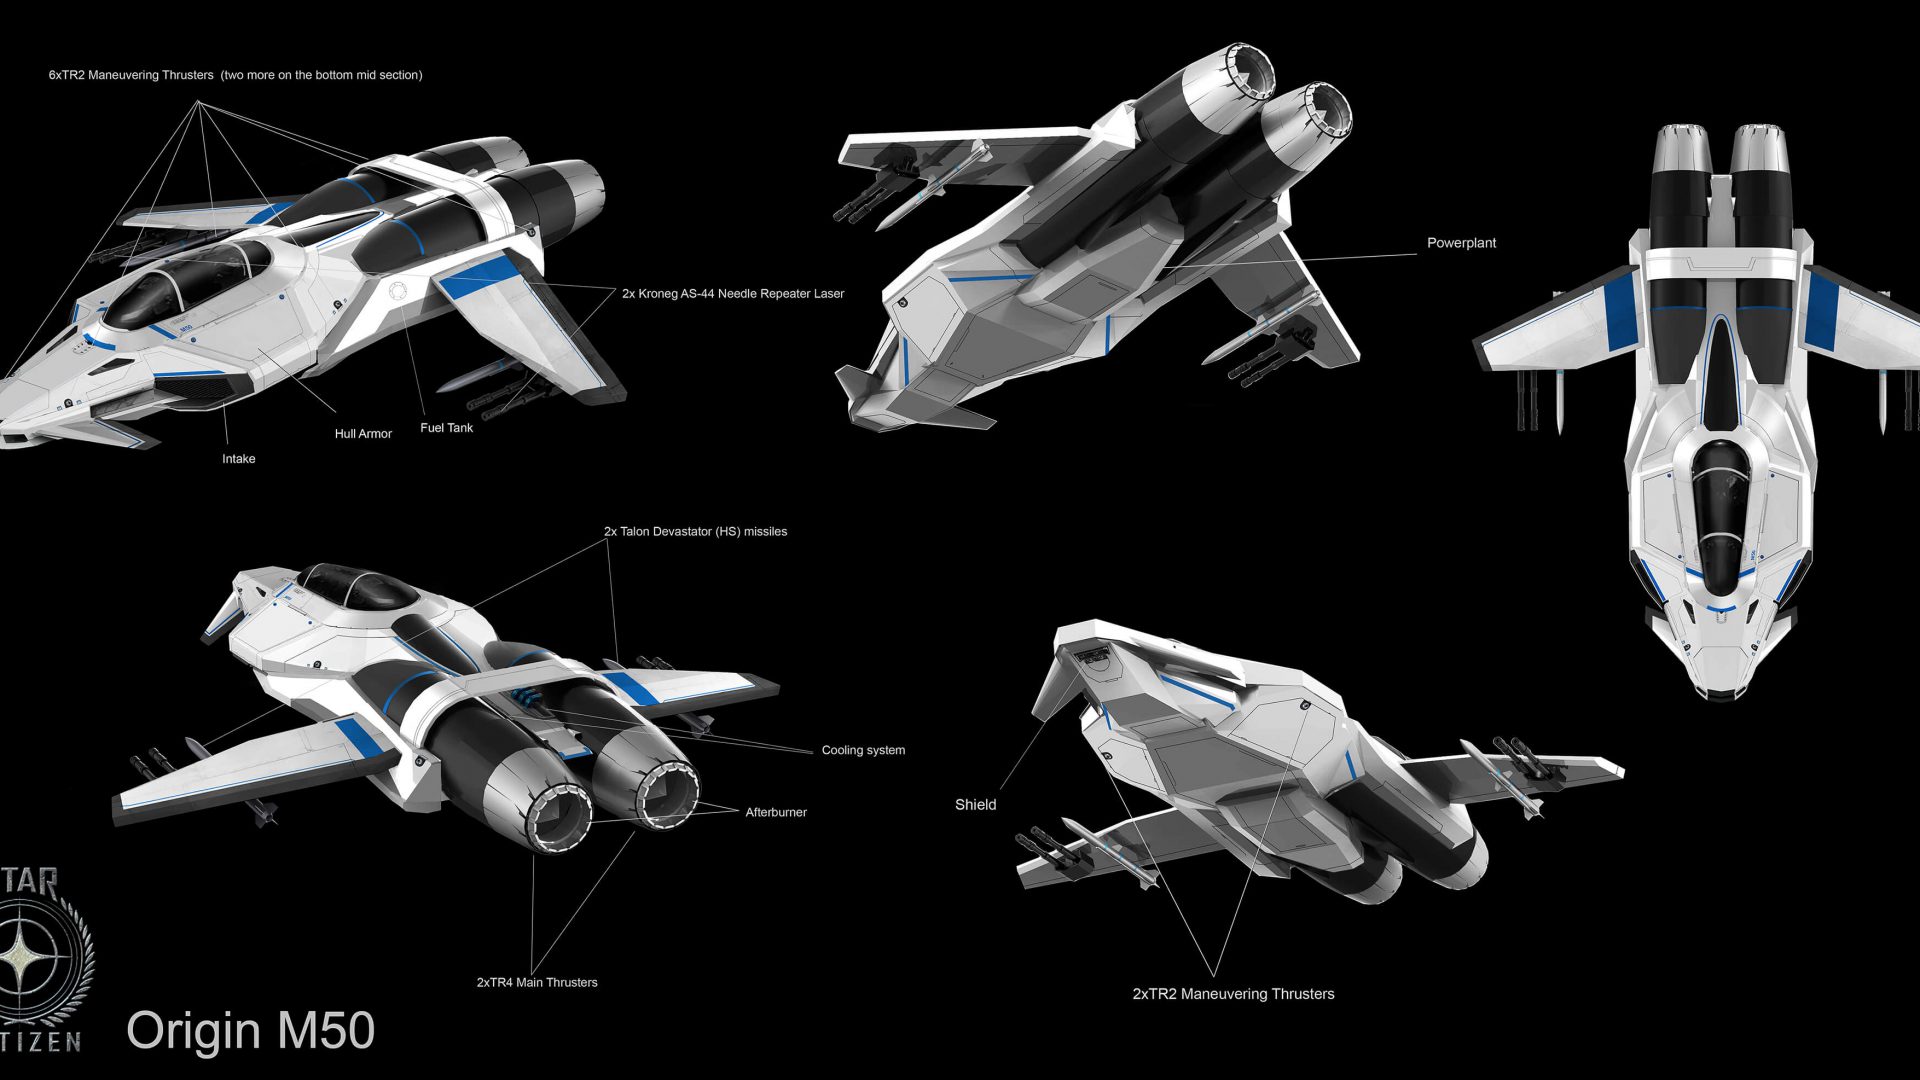 6xTR2 Maneuvering Thrusters (two more on the bottom mid section)
Powerplant
2x Kroneg AS-44 Needle Repeater Laser
Hull Armor
Fuel Tank
Intake
M50
2x Talon Devastator (HS) missiles
Cooling system
Afterburner
Shield
2xTR4 Main Thrusters
2xTR2 Maneuvering Thrusters
TAR
TIZEN
Origin M50